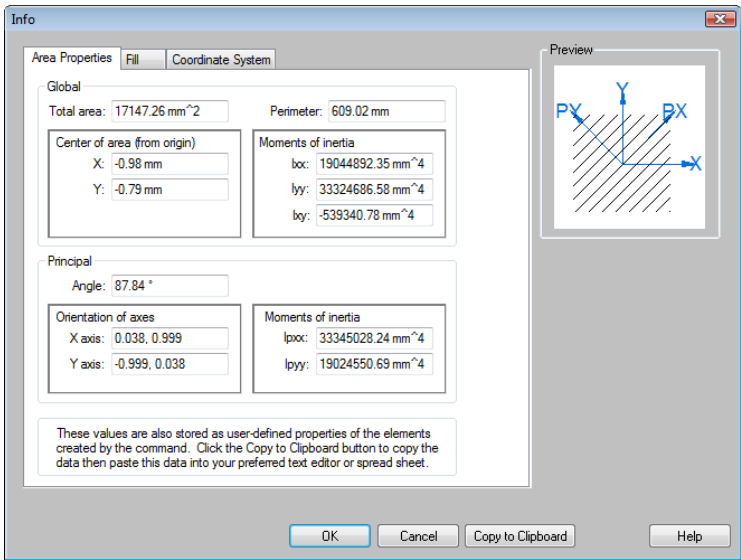 Info
Area Properties
Fill
Coordinate System
Preview
Global
Total area: 17147.26 mm^2
Perimeter: 609.02 mm
Center of area (from origin)
X: -0.98 mm
Y: -0.79 mm
Moments of inertia
Ixx: 19044892.35 mm^4
Iyy: 33324686.58 mm^4
Ixy: -539340.78 mm^4
Y
PY
PX
X
Principal
Angle: 87.84 °
Orientation of axes
X axis: 0.038, 0.999
Y axis: -0.999, 0.038
Moments of inertia
Ipxx: 33345028.24 mm^4
Ipyy: 19024550.69 mm^4
These values are also stored as user-defined properties of the elements
created by the command. Click the Copy to Clipboard button to copy the
data then paste this data into your preferred text editor or spread sheet.
OK
Cancel
Copy to Clipboard
Help